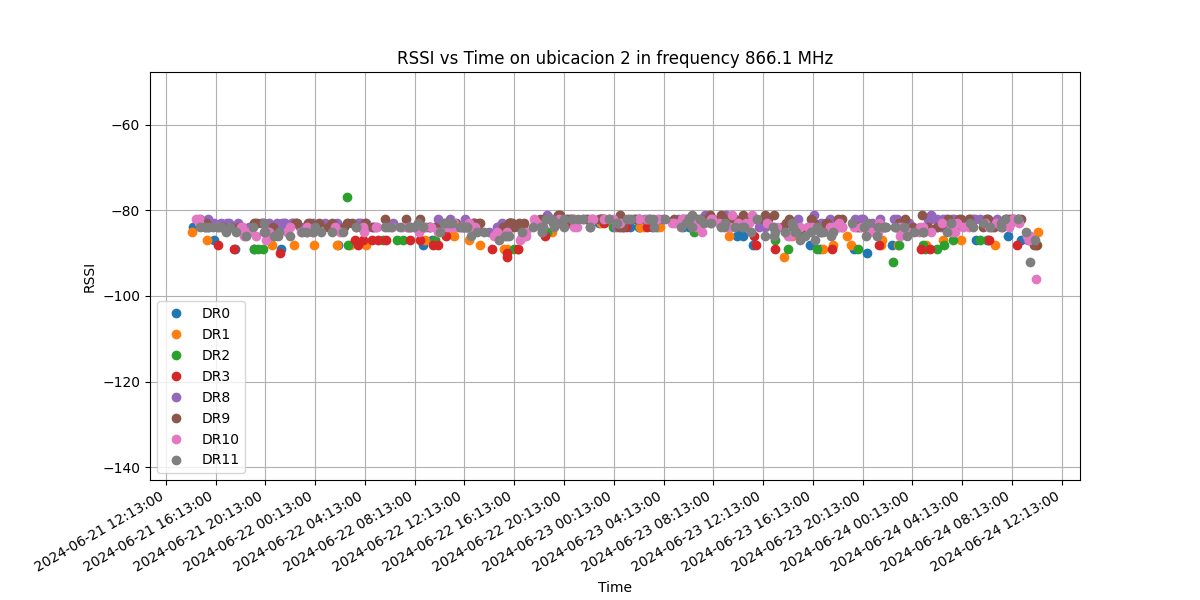 RSSI vs Time on ubicacion 2 in frequency 866.1 MHz
RSSI
−60
−80
−100
−120
−140
DR0
DR1
DR2
DR3
DR8
DR9
DR10
DR11
2024-06-21 12:13:00
2024-06-21 16:13:00
2024-06-21 20:13:00
2024-06-22 00:13:00
2024-06-22 04:13:00
2024-06-22 08:13:00
2024-06-22 12:13:00
2024-06-22 16:13:00
2024-06-22 20:13:00
2024-06-23 00:13:00
2024-06-23 04:13:00
2024-06-23 08:13:00
2024-06-23 12:13:00
2024-06-23 16:13:00
2024-06-23 20:13:00
2024-06-24 00:13:00
2024-06-24 04:13:00
2024-06-24 08:13:00
2024-06-24 12:13:00
Time